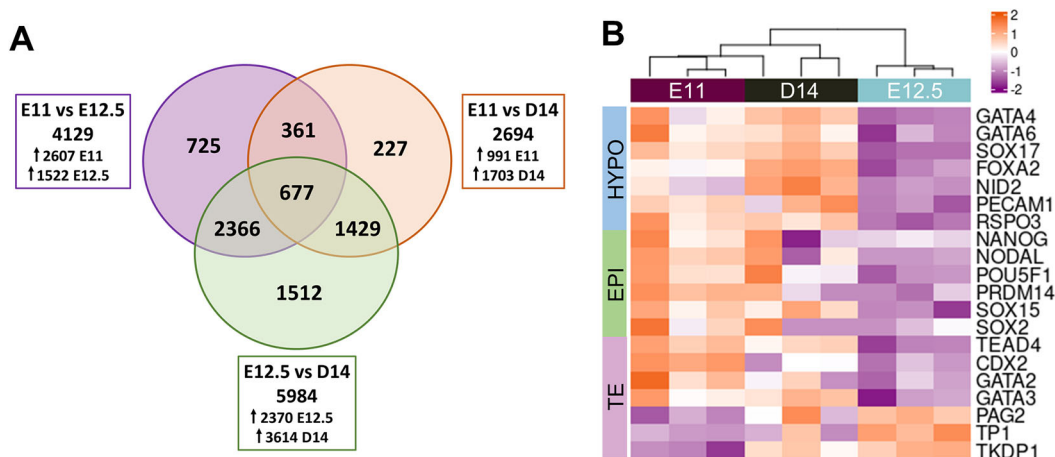 A
E11 vs E12.5
4129
↑2607 E11
↑1522 E12.5
E11 vs D14
2694
↑991 E11
↑1703 D14
725
361
227
677
2366
1429
1512
E12.5 vs D14
5984
↑2370 E12.5
↑3614 D14
B
2
1
0
-1
-2
E11 D14 E12.5
HYPO
EPI
TE
GATA4
GATA6
SOX17
FOXA2
NID2
PECAM1
RSPO3
NANOG
NODAL
POU5F1
PRDM14
SOX15
SOX2
TEAD4
CDX2
GATA2
GATA3
PAG2
TP1
TKDP1